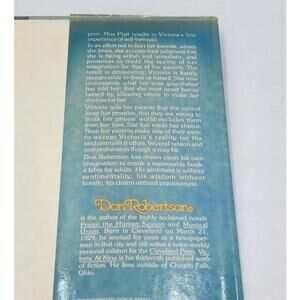 prim Miss Platt results in Victoria's first
experience of self-betrayal.
In an effort not to hurt her parents, whom
she loves, she accepts their judgment that
she is being selfish and unrealistic, and
promises to trade the reality of her
imagination for that of her parents. The
result is devastating: Victoria is barely
recognizable to them or herself. She now
understands what her wise grandfather
has told her: that she must never betray
herself by allowing others to make her
choices for her.
Victoria tells her parents that she cannot
keep her promise, that they are wrong to
think her private world excludes them
from her love. She has made her choice.
Now her parents make one of their own:
to accept Victoria's reality for the
enchantment it offers, beyond reason and
comprehension though it may be.
Don Robertson has drawn upon his own
imagination to create a memorable book
a fable for adults. His sentiment is without
sentimentality, his wisdom without
homily, his charm without preciousness.
Don Robertson
is the author of the highly acclaimed novels
Praise the Human Season and Mystical
Union. Born in Cleveland on March 21,
1929, he worked for years as a newspaper-
man in that city and still writes a twice-weekly
personal column for the Cleveland Press. Vic-
toria At Nine is his thirteenth published work
of fiction. He lives outside of Chagrin Falls,
Ohio.